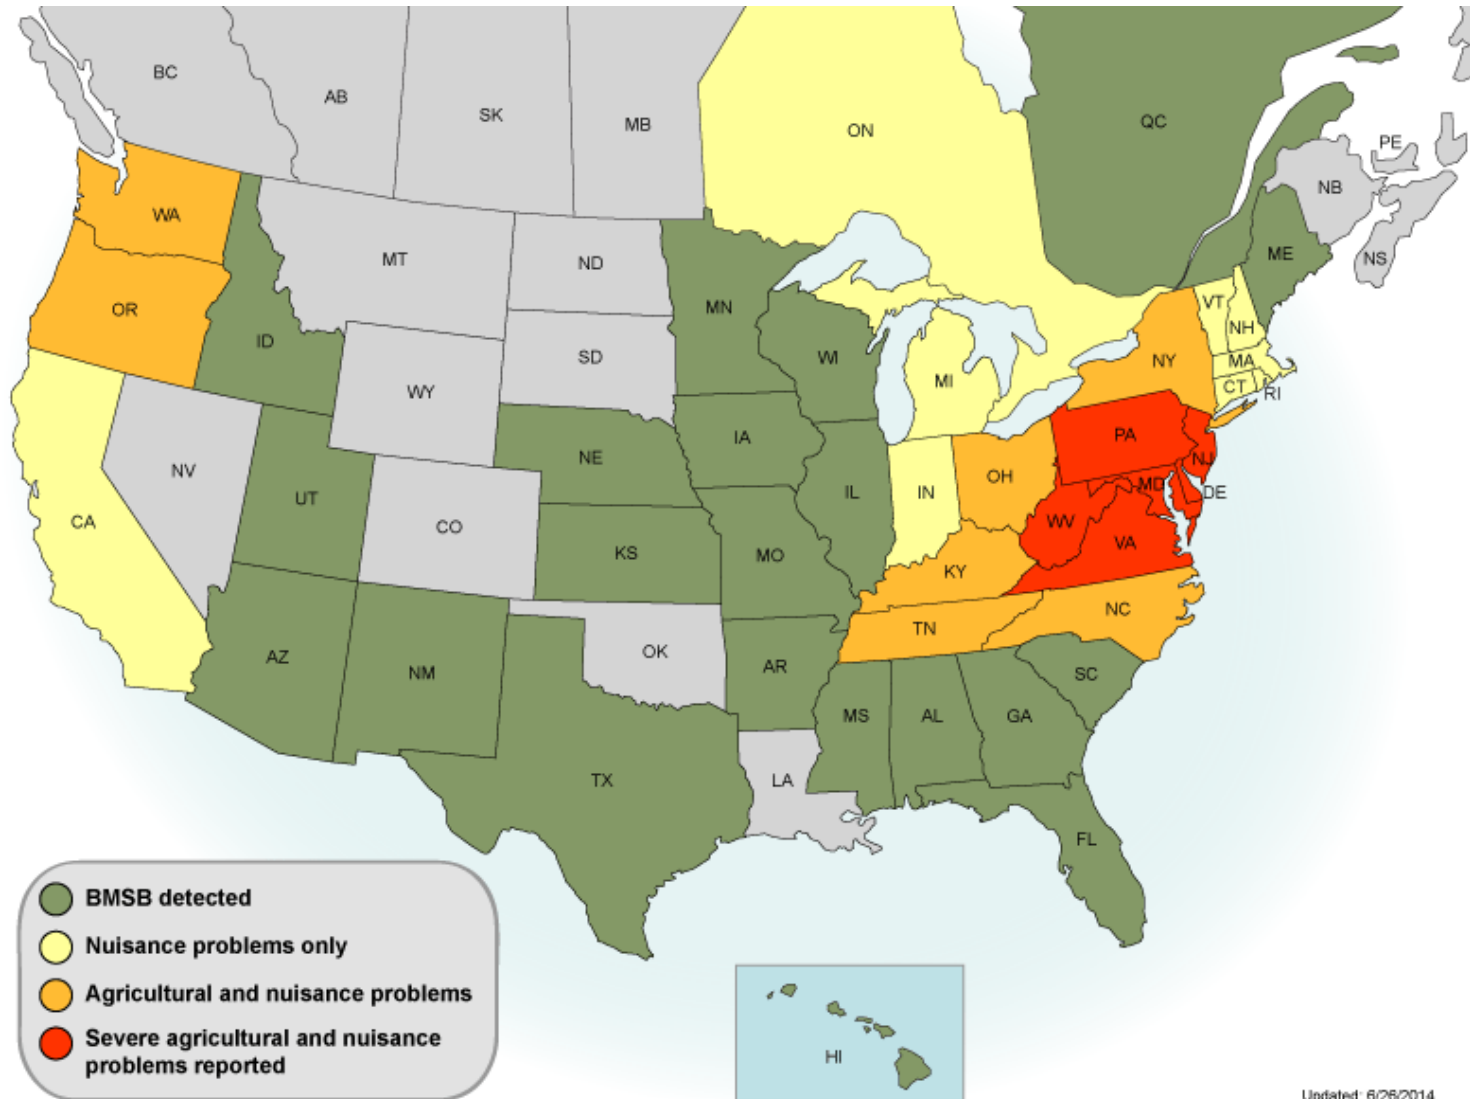 BC
AB
SK
MB
ON
QC
PE
NB
NS
WA
MT
ND
MN
ME
OR
ID
SD
WI
VT
NH
NY
MA
CT
RI
WY
MI
IA
PA
NJ
NV
UT
NE
IL
IN
OH
MD
DE
CA
CO
KS
MO
WV
VA
KY
NC
TN
AZ
NM
OK
AR
SC
MS
AL
GA
TX
LA
FL
HI
BMSB detected
Nuisance problems only
Agricultural and nuisance problems
Severe agricultural and nuisance
problems reported
Updated: 6/26/2014